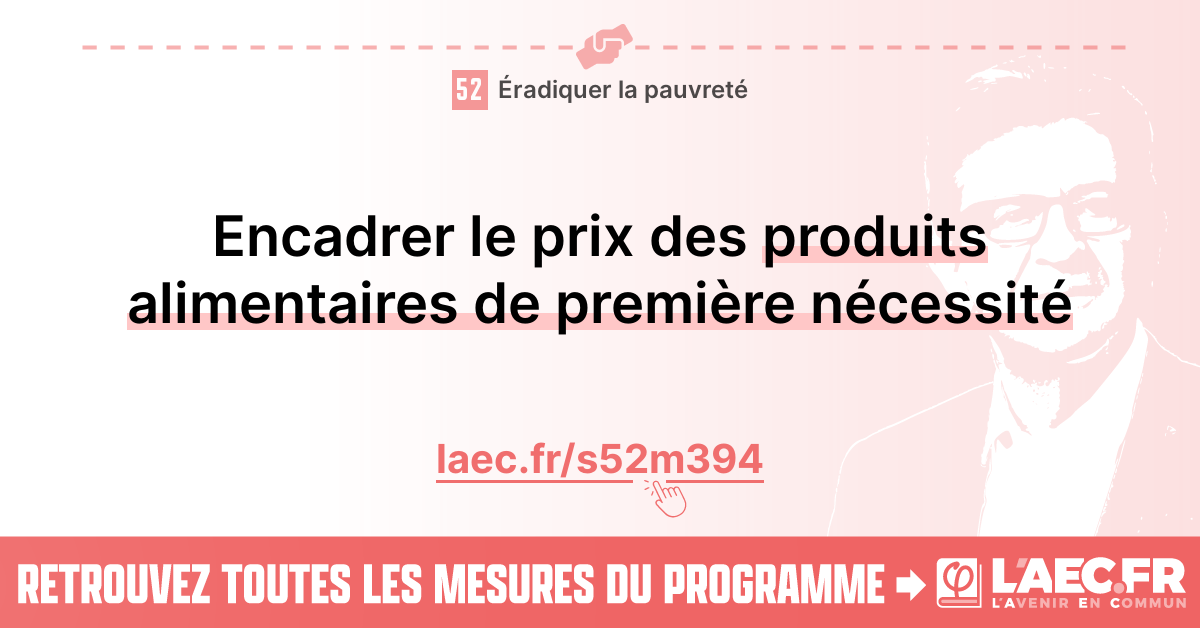 52 Éradiquer la pauvreté
Encadrer le prix des produits
alimentaires de première nécessité
laec.fr/s52m394
RETROUVEZ TOUTES LES MESURES DU PROGRAMME
φ L'AEC.FR
L'AVENIR EN COMMUN